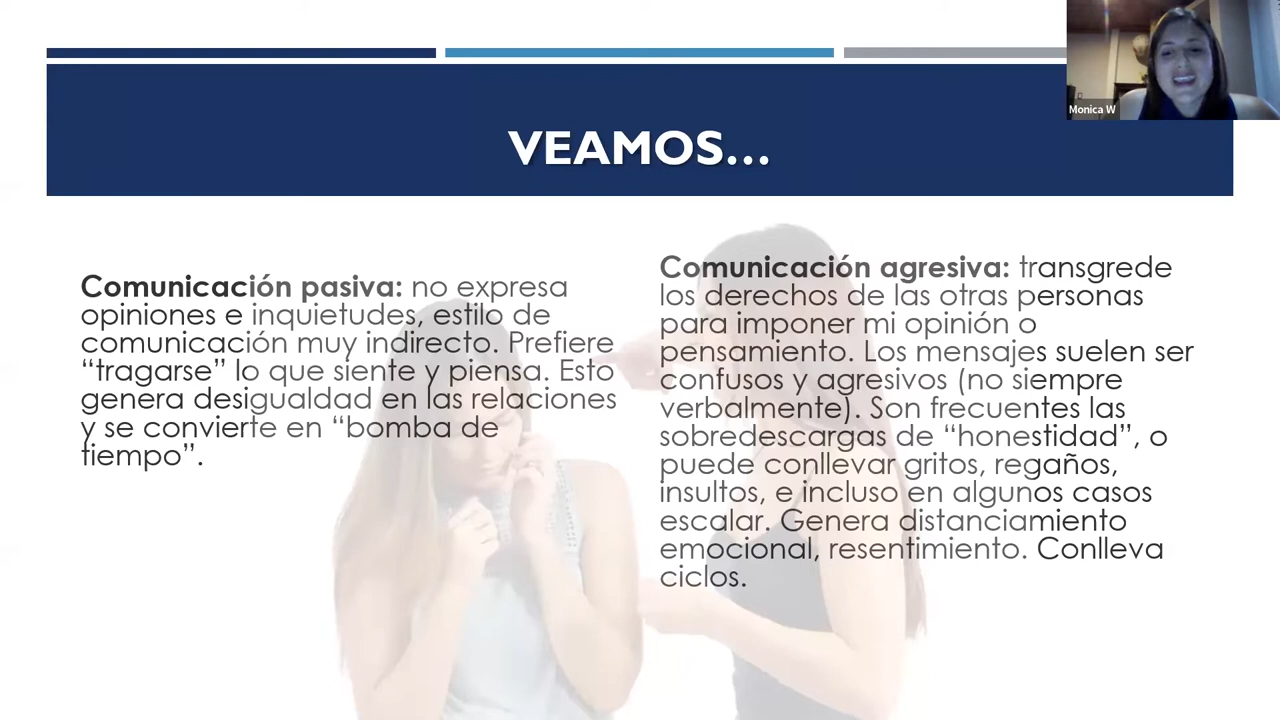 Monica W
VEAMOS…
Comunicación pasiva: no expresa
opiniones e inquietudes, estilo de
comunicación muy indirecto. Prefiere
“tragarse” lo que siente y piensa. Esto
genera desigualdad en las relaciones
y se convierte en “bomba de
tiempo”.
Comunicación agresiva: transgrede
los derechos de las otras personas
para imponer mi opinión o
pensamiento. Los mensajes suelen ser
confusos y agresivos (no siempre
verbalmente). Son frecuentes las
sobredescargas de “honestidad”, o
puede conllevar gritos, regaños,
insultos, e incluso en algunos casos
escalar. Genera distanciamiento
emocional, resentimiento. Conlleva
ciclos.